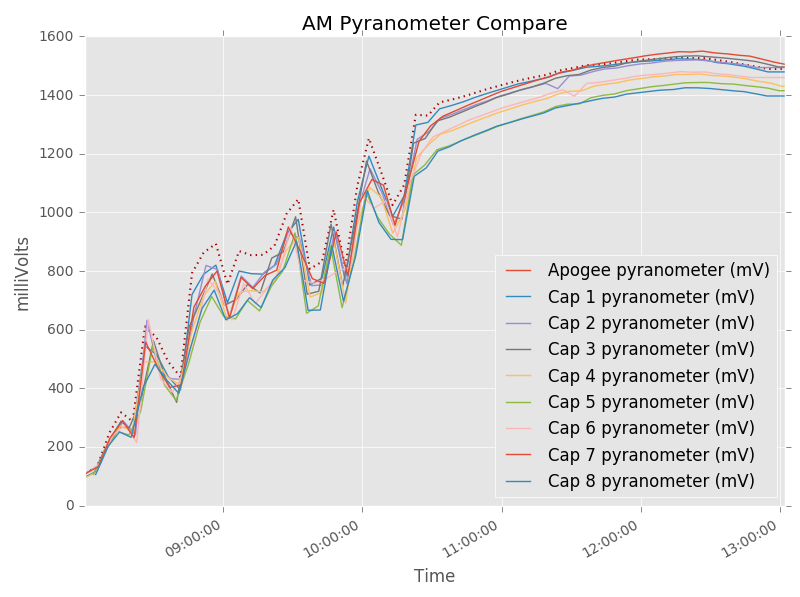 AM Pyranometer Compare
1600
1400
1200
1000
800
600
400
200
0
milliVolts
Apogee pyranometer (mV)
Cap 1 pyranometer (mV)
Cap 2 pyranometer (mV)
Cap 3 pyranometer (mV)
Cap 4 pyranometer (mV)
Cap 5 pyranometer (mV)
Cap 6 pyranometer (mV)
Cap 7 pyranometer (mV)
Cap 8 pyranometer (mV)
09:00:00
10:00:00
11:00:00
12:00:00
13:00:00
Time